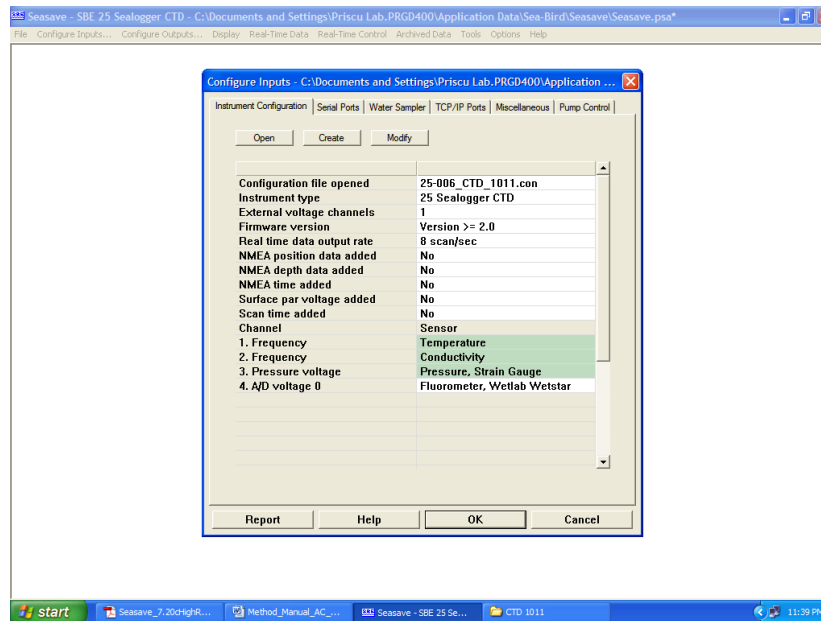 Seasave - SBE 25 Sealogger CTD - C:\Documents and Settings\Priscu Lab.PRGD400\Application Data\Sea-Bird\Seasave\Seasave.psa*
File Configure Inputs... Configure Outputs... Display Real-Time Data Real-Time Control Archived Data Tools Options Help
Configure Inputs - C:\Documents and Settings\Priscu Lab.PRGD400\Application ...
Instrument Configuration Serial Ports Water Sampler TCP/IP Ports Miscellaneous Pump Control
Open Create Modify
Configuration file opened 25-006_CTD_1011.con
Instrument type 25 Sealogger CTD
External voltage channels 1
Firmware version Version >= 2.0
Real time data output rate 8 scan/sec
NMEA position data added No
NMEA depth data added No
NMEA time added No
Surface par voltage added No
Scan time added No
Channel Sensor
1. Frequency Temperature
2. Frequency Conductivity
3. Pressure voltage Pressure, Strain Gauge
4. A/D voltage 0 Fluorometer, Wetlab Wetstar
Report Help OK Cancel
start Seasave_7.20cHighR... Method_Manual_AC_... Seasave - SBE 25 Se... CTD 1011 11:39 PM